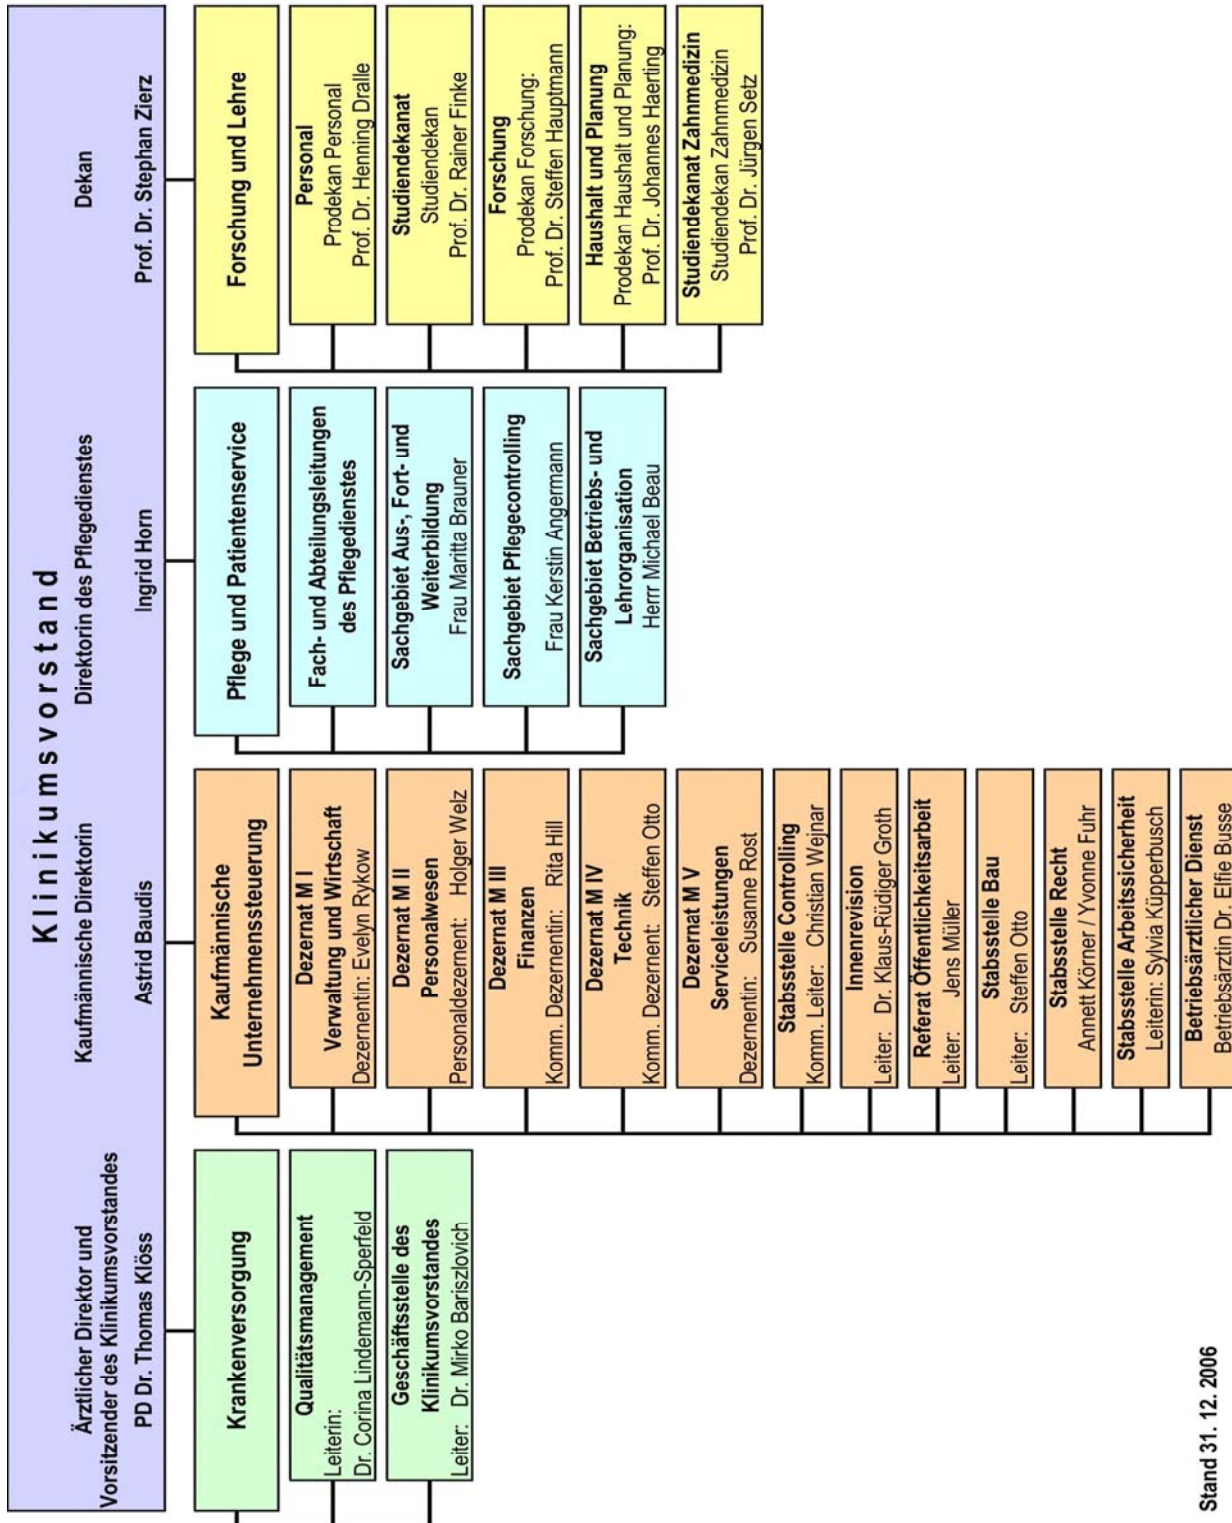 Klinikumsvorstand
Ärztlicher Direktor und
Vorsitzender des Klinikumsvorstandes
PD Dr. Thomas Klöss
Kaufmännische Direktorin
Astrid Baudis
Direktorin des Pflegedienstes
Ingrid Horn
Dekan
Prof. Dr. Stephan Zierz
Krankenversorgung
Qualitätsmanagement
Leiterin:
Dr. Corina Lindemann-Sperfeld
Geschäftsstelle des
Klinikumsvorstandes
Leiter: Dr. Mirko Bariszlovich
Kaufmännische
Unternehmenssteuerung
Dezernat M I
Verwaltung und Wirtschaft
Dezernentin: Evelyn Rykow
Dezernat M II
Personalwesen
Personaldezernent: Holger Welz
Dezernat M III
Finanzen
Komm. Dezernentin: Rita Hill
Dezernat M IV
Technik
Komm. Dezernent: Steffen Otto
Dezernat M V
Serviceleistungen
Dezernentin: Susanne Rost
Stabsstelle Controlling
Komm. Leiter: Christian Wejnar
Innenrevision
Leiter: Dr. Klaus-Rüdiger Groth
Referat Öffentlichkeitsarbeit
Leiter: Jens Müller
Stabsstelle Bau
Leiter: Steffen Otto
Stabsstelle Recht
Annett Körner / Yvonne Fuhr
Stabsstelle Arbeitssicherheit
Leiterin: Sylvia Küpperbusch
Betriebsärztlicher Dienst
Betriebsärztin Dr. Elfie Busse
Pflege und Patientenservice
Fach- und Abteilungsleitungen
des Pflegedienstes
Sachgebiet Aus-, Fort- und
Weiterbildung
Frau Maritta Brauner
Sachgebiet Pflegecontrolling
Frau Kerstin Angermann
Sachgebiet Betriebs- und
Lehrorganisation
Herrr Michael Beau
Forschung und Lehre
Personal
Prodekan Personal
Prof. Dr. Henning Dralle
Studiendekanat
Studiendekan
Prof. Dr. Rainer Finke
Forschung
Prodekan Forschung:
Prof. Dr. Steffen Hauptmann
Haushalt und Planung
Prodekan Haushalt und Planung:
Prof. Dr. Johannes Haerting
Studiendekanat Zahnmedizin
Studiendekan Zahnmedizin
Prof. Dr. Jürgen Setz
Stand 31. 12. 2006